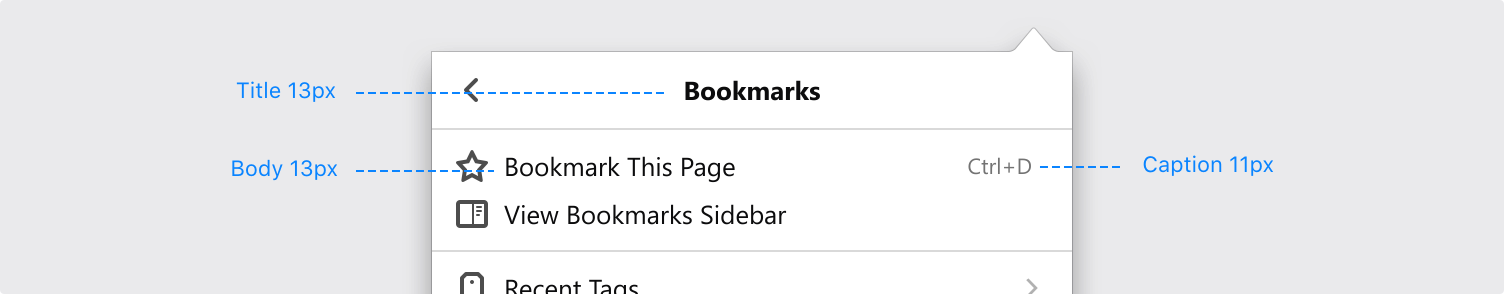 Title 13px
Bookmarks
Body 13px
Bookmark This Page
Ctrl+D
Caption 11px
View Bookmarks Sidebar
Recent Tags